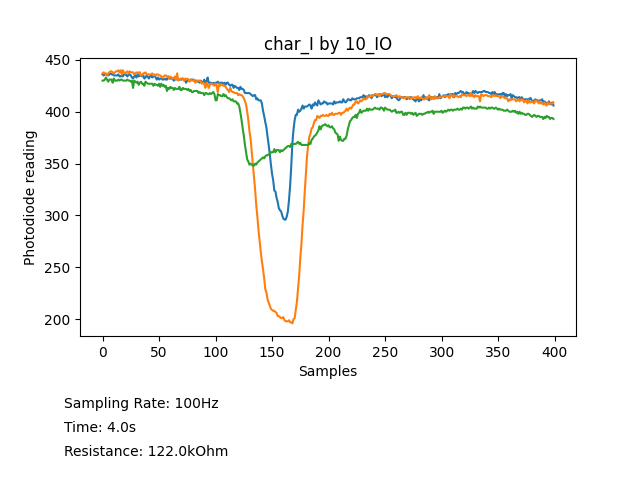 char_I by 10_IO
450
400
350
300
250
200
Photodiode reading
0 50 100 150 200 250 300 350 400
Samples
Sampling Rate: 100Hz
Time: 4.0s
Resistance: 122.0kOhm